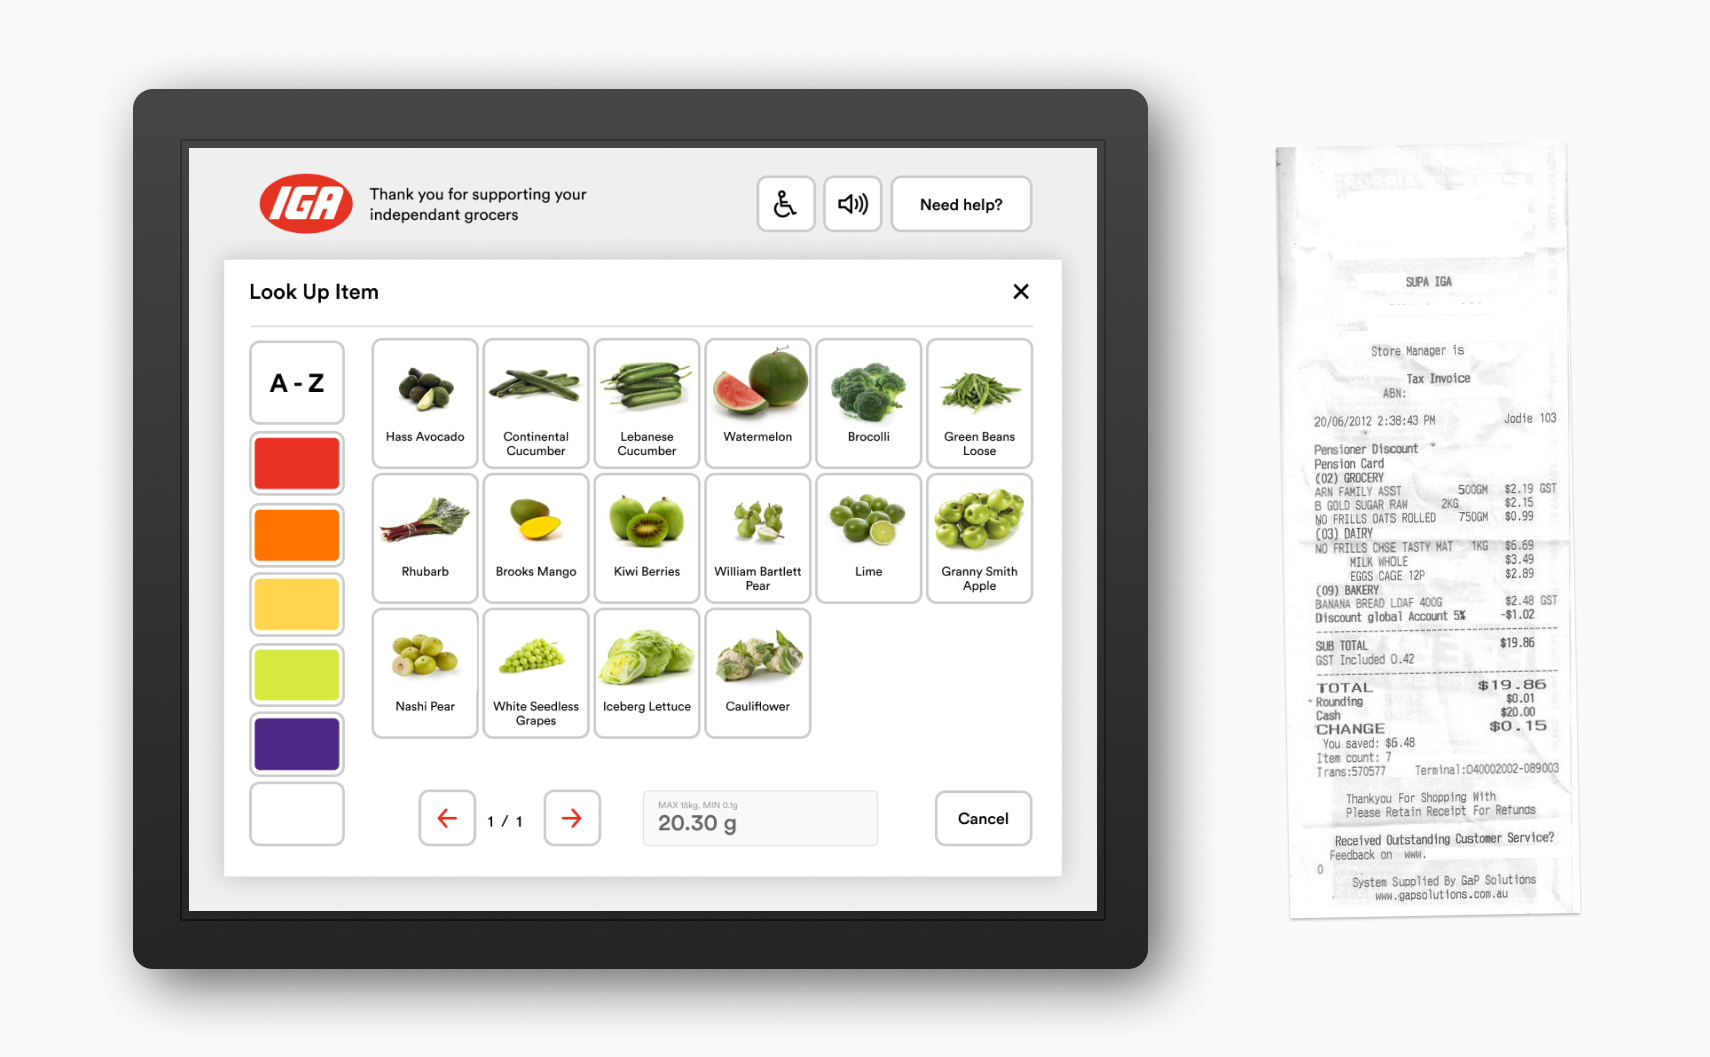 IGA
Thank you for supporting your
independant grocers
Need help?
Look Up Item
A - Z
Hass Avocado
Continental
Cucumber
Lebanese
Cucumber
Watermelon
Brocolli
Green Beans
Loose
Rhubarb
Brooks Mango
Kiwi Berries
William Bartlett
Pear
Lime
Granny Smith
Apple
Nashi Pear
White Seedless
Grapes
Iceberg Lettuce
Cauliflower
1 / 1
MAX 15kg, MIN 0.1g
20.30 g
Cancel
SUPA IGA
Store Manager is
Tax Invoice
ABN:
20/06/2012 2:38:43 PM Jodie 103
Pensioner Discount
Pension Card
(02) GROCERY
ARN FAMILY ASST 500GM $2.19 GST
B GOLD SUGAR RAW 2KG $2.15
NO FRILLS OATS ROLLED 750GM $0.99
(03) DAIRY
NO FRILLS CHSE TASTY MAT 1KG $6.69
MILK WHOLE $3.49
EGGS CAGE 12P $2.89
(09) BAKERY
BANANA BREAD LOAF 400G $2.48 GST
Discount global Account 5% -$1.02
SUB TOTAL $19.86
GST Included 0.42
TOTAL $19.86
Rounding $0.01
Cash $20.00
CHANGE $0.15
You saved: $6.48
Item count: 7
Trans:570577 Terminal:040002002-089003
Thankyou For Shopping With
Please Retain Receipt For Refunds
Received Outstanding Customer Service?
Feedback on www.
0
System Supplied By GaP Solutions
www.gapsolutions.com.au